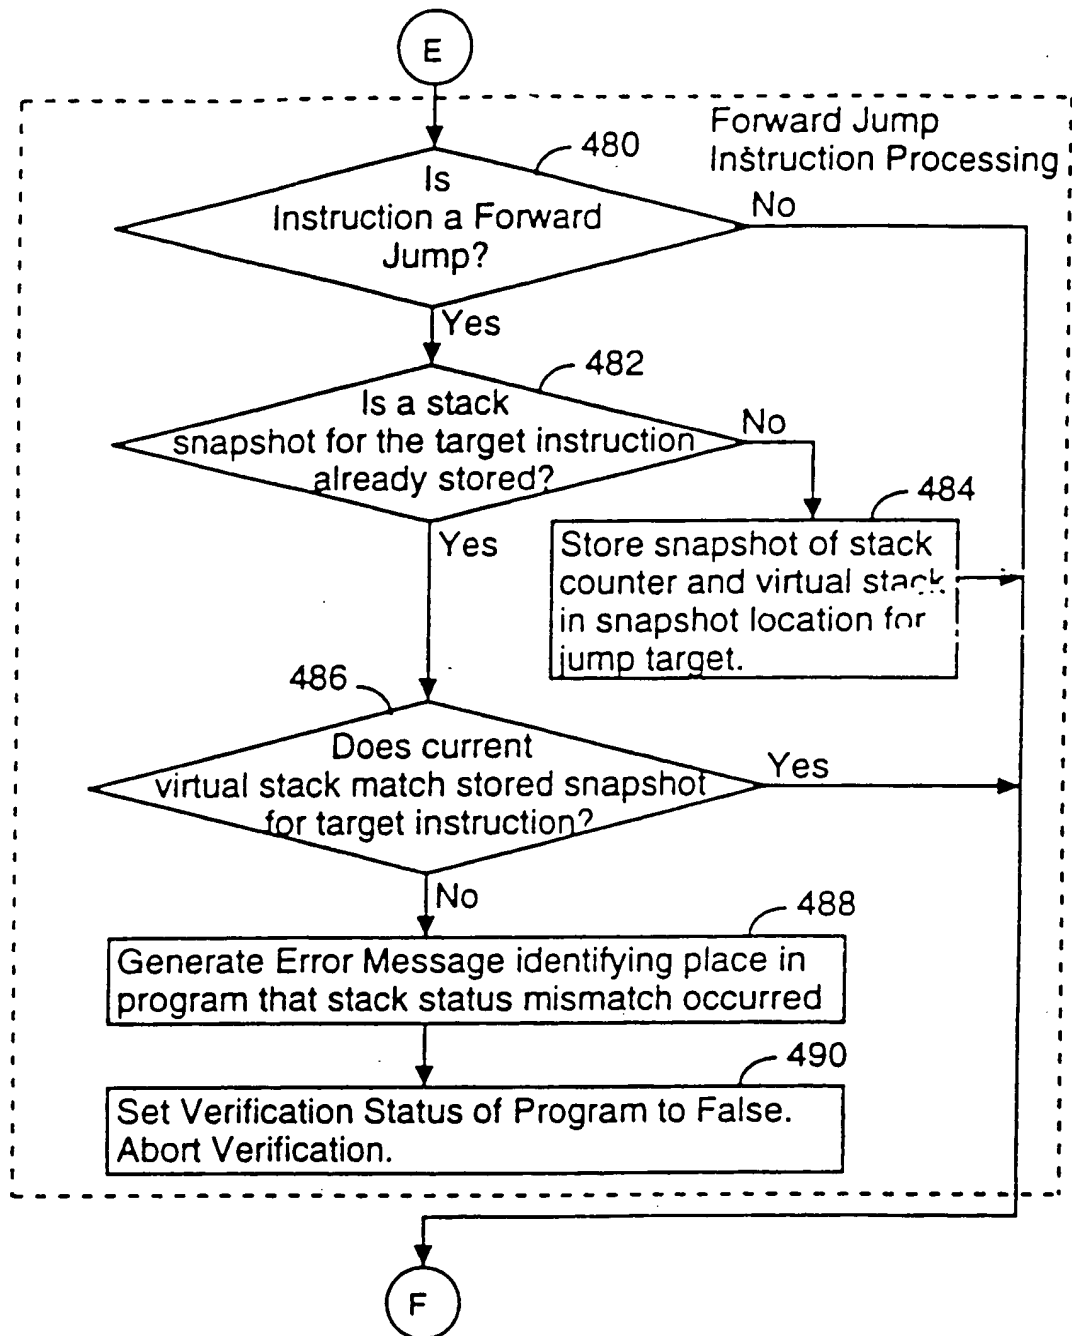 E
Forward Jump
Instruction Processing
480
Is
Instruction a Forward
Jump?
No
Yes
482
Is a stack
snapshot for the target instruction
already stored?
No
Yes
484
Store snapshot of stack
counter and virtual stack
in snapshot location for
jump target.
486
Does current
virtual stack match stored snapshot
for target instruction?
Yes
No
488
Generate Error Message identifying place in
program that stack status mismatch occurred
490
Set Verification Status of Program to False.
Abort Verification.
F